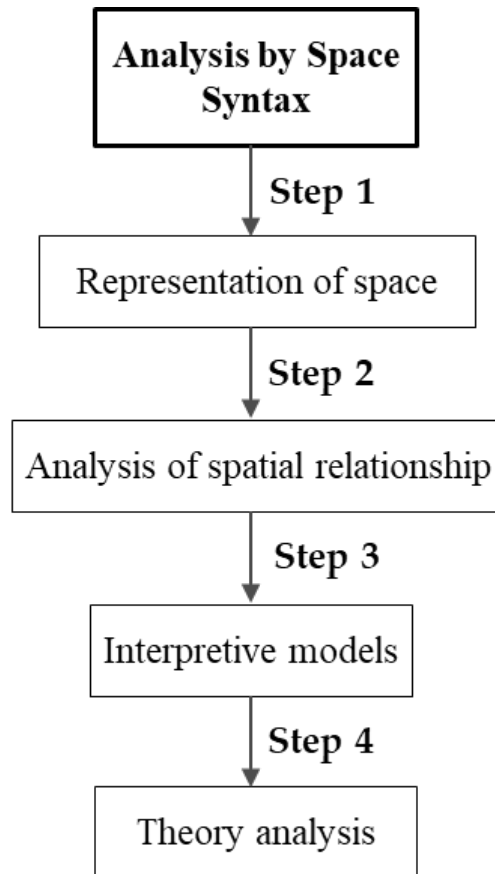 Analysis by Space
Syntax
Step 1
Representation of space
Step 2
Analysis of spatial relationship
Step 3
Interpretive models
Step 4
Theory analysis